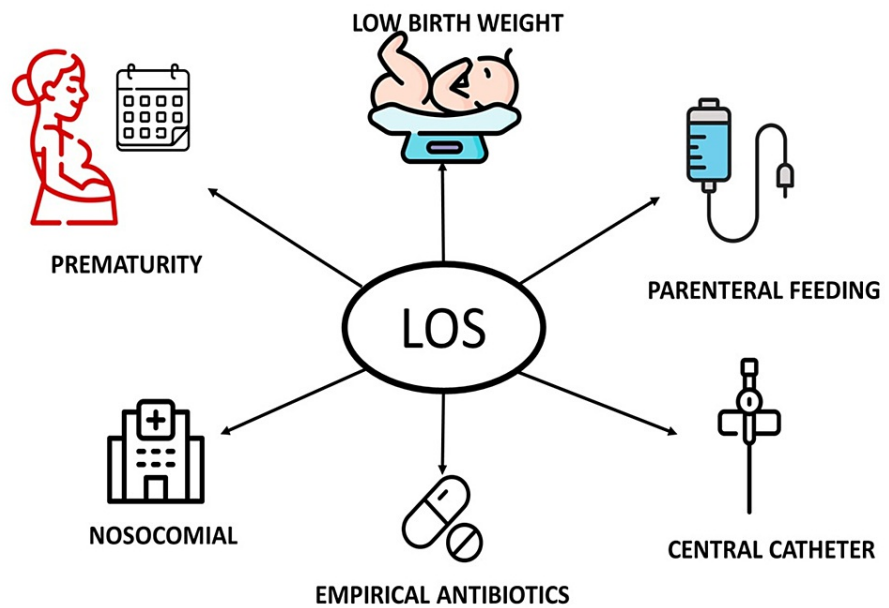 LOW BIRTH WEIGHT
PREMATURITY
PARENTERAL FEEDING
LOS
NOSOCOMIAL
CENTRAL CATHETER
EMPIRICAL ANTIBIOTICS